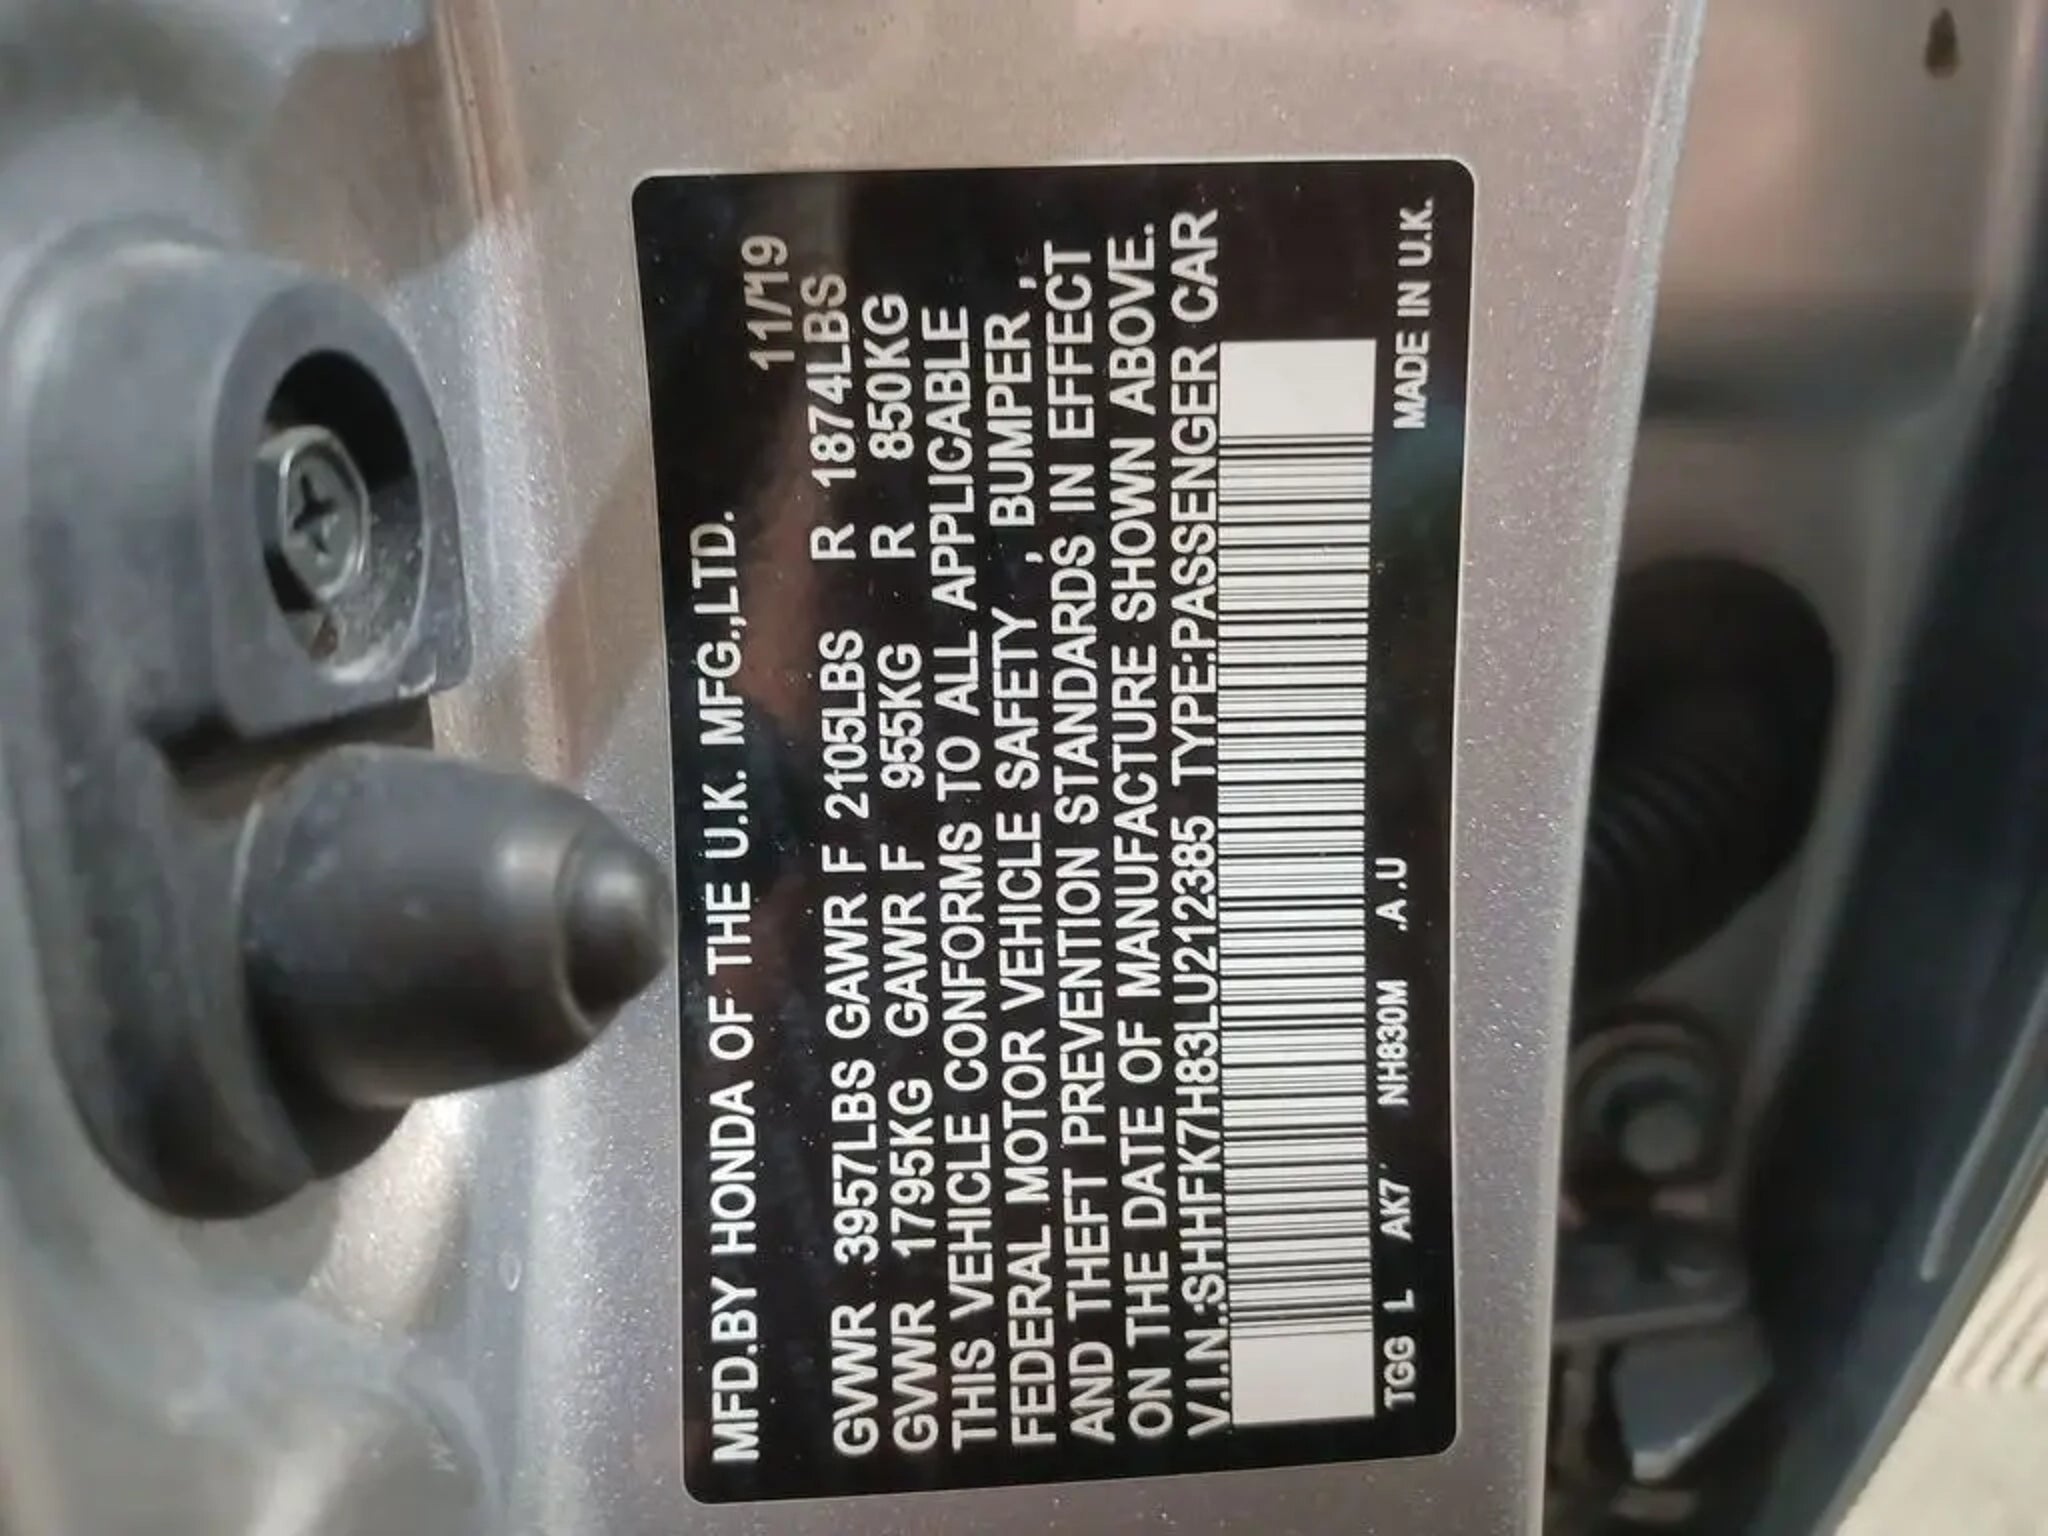 MFD.BY HONDA OF THE U.K. MFG.,LTD.
11/19
GVWR 3957LBS GAWR F 2105LBS R 1874LBS
GVWR 1795KG GAWR F 955KG R 850KG
THIS VEHICLE CONFORMS TO ALL APPLICABLE
FEDERAL MOTOR VEHICLE SAFETY , BUMPER ,
AND THEFT PREVENTION STANDARDS IN EFFECT
ON THE DATE OF MANUFACTURE SHOWN ABOVE.
V.I.N.:SHHFK7H83LU212385 TYPE:PASSENGER CAR
TGG L AK7 NH830M .A.U MADE IN U.K.